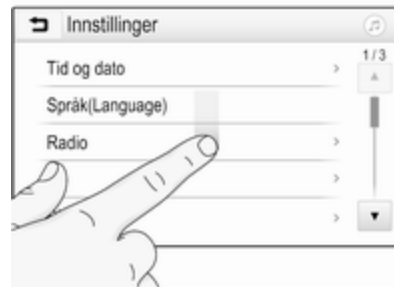 Innstillinger
1/3
Tid og dato
Språk(Language)
Radio